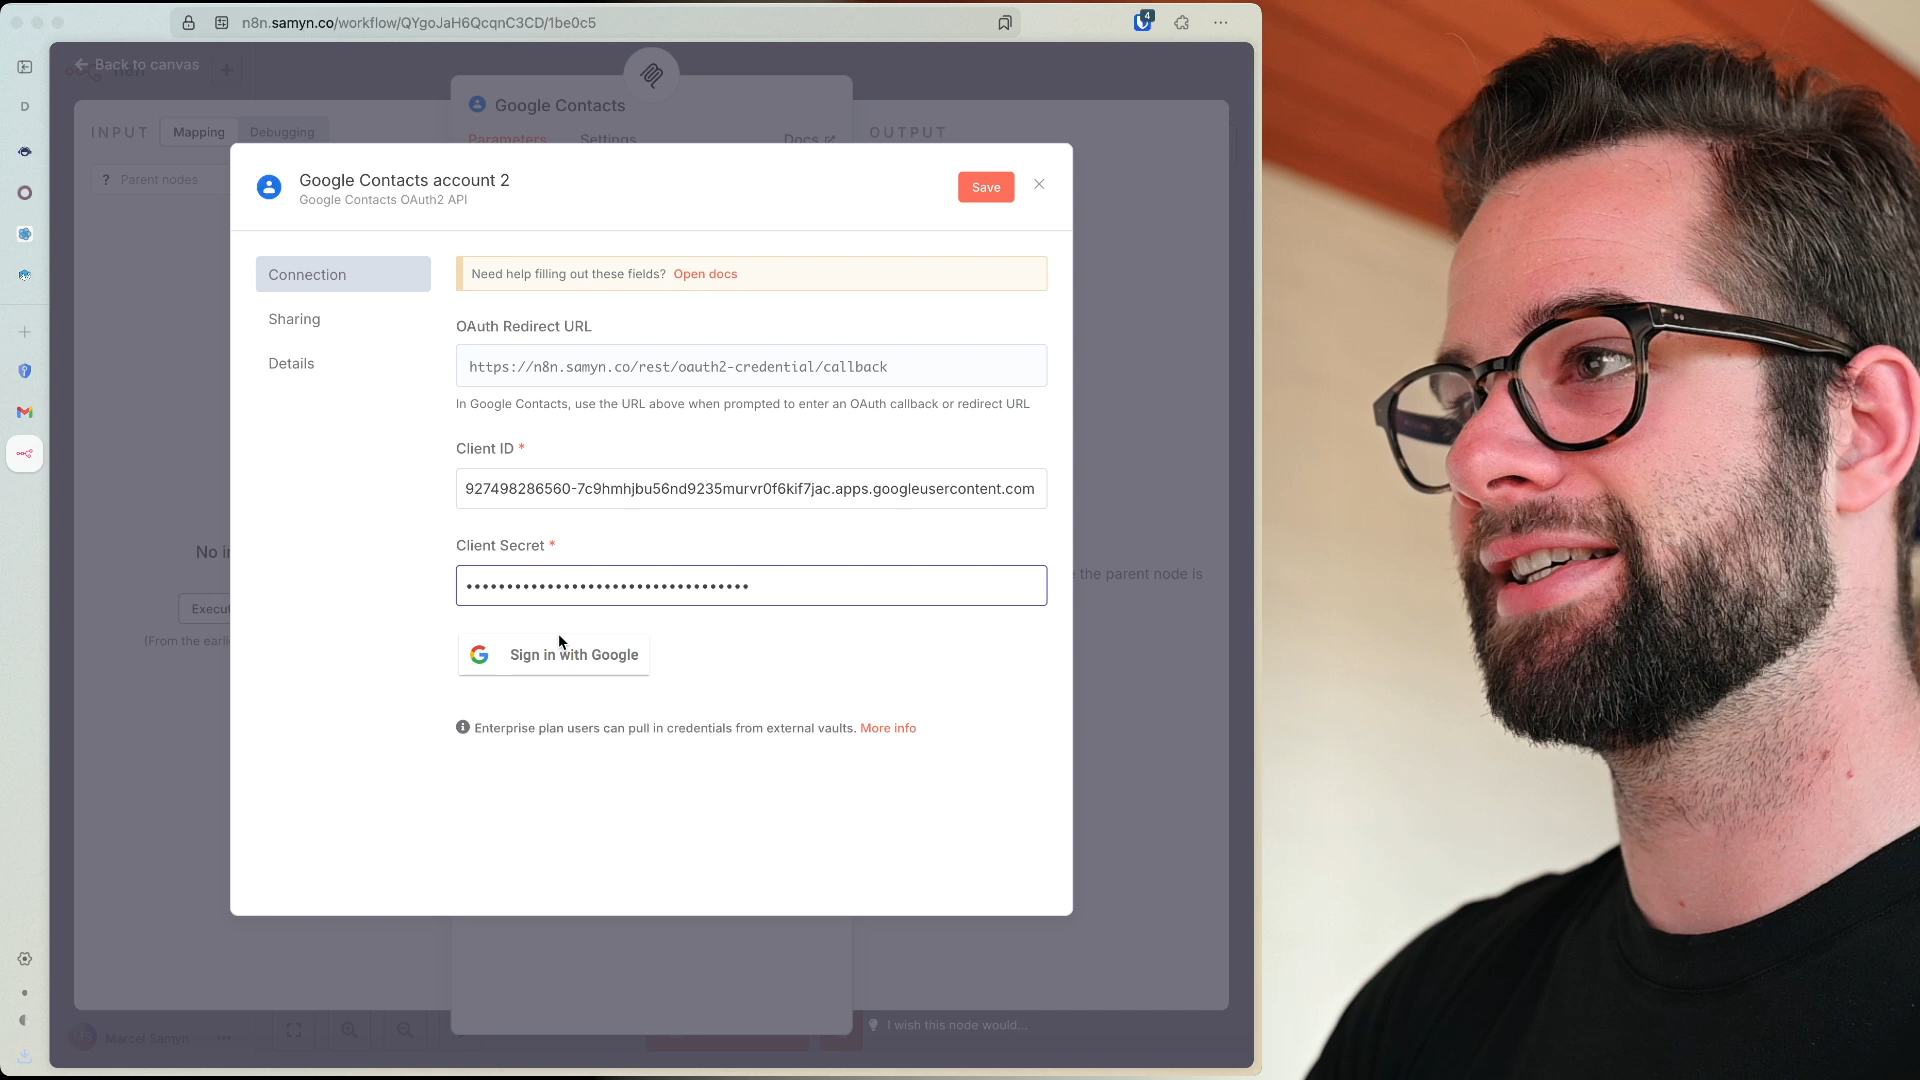 n8n.samyn.co/workflow/QYgoJaH6QcqnC3CD/1be0c5
4
Back to canvas
D
Google Contacts
INPUT
Mapping
Debugging
Parameters
Settings
Docs
OUTPUT
? Parent nodes
Google Contacts account 2
Google Contacts OAuth2 API
Save
Connection
Sharing
Details
Need help filling out these fields? Open docs
OAuth Redirect URL
https://n8n.samyn.co/rest/oauth2-credential/callback
In Google Contacts, use the URL above when prompted to enter an OAuth callback or redirect URL
Client ID *
927498286560-7c9hmhjbu56nd9235murvr0f6kif7jac.apps.googleusercontent.com
Client Secret *
•••••••••••••••••••••••••••••••••••
Sign in with Google
Enterprise plan users can pull in credentials from external vaults. More info
No
(From the
the parent node is
Marcel Samyn
I wish this node would...